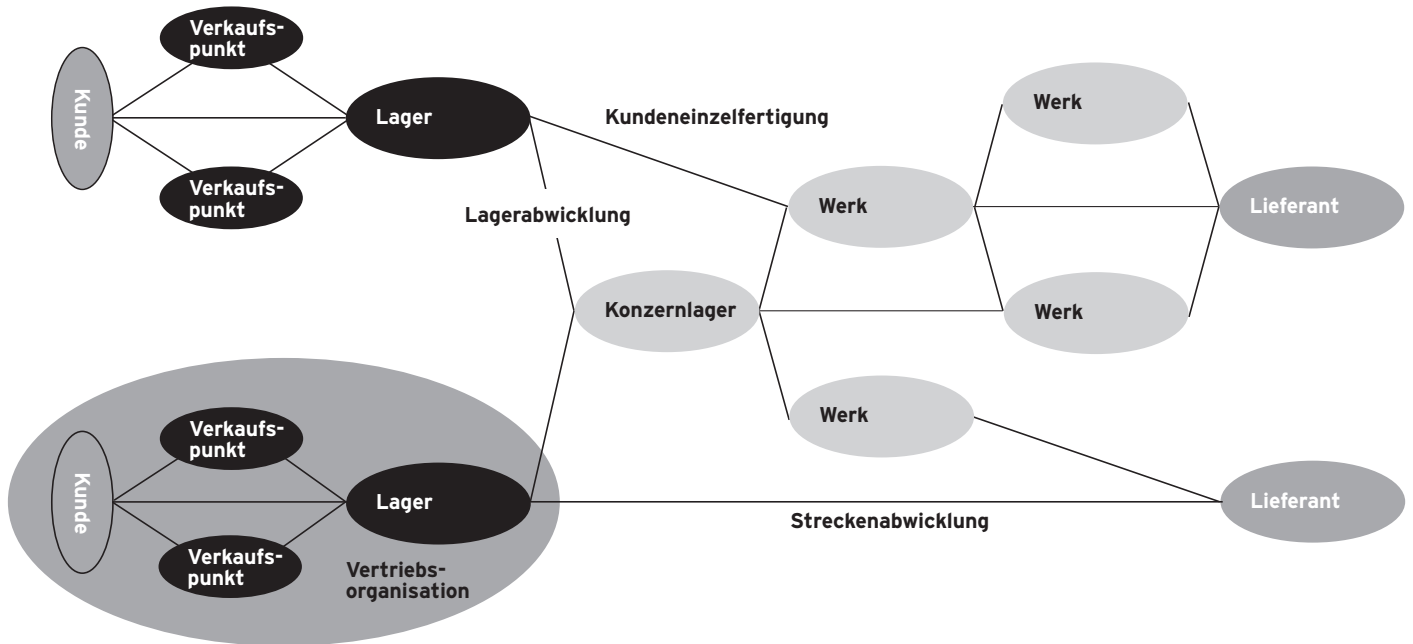 Verkaufs-
punkt
Kunde
Lager
Verkaufs-
punkt
Kundeneinzelfertigung
Lagerabwicklung
Werk
Werk
Lieferant
Konzernlager
Werk
Werk
Verkaufs-
punkt
Kunde
Lager
Verkaufs-
punkt
Vertriebs-
organisation
Streckenabwicklung
Lieferant